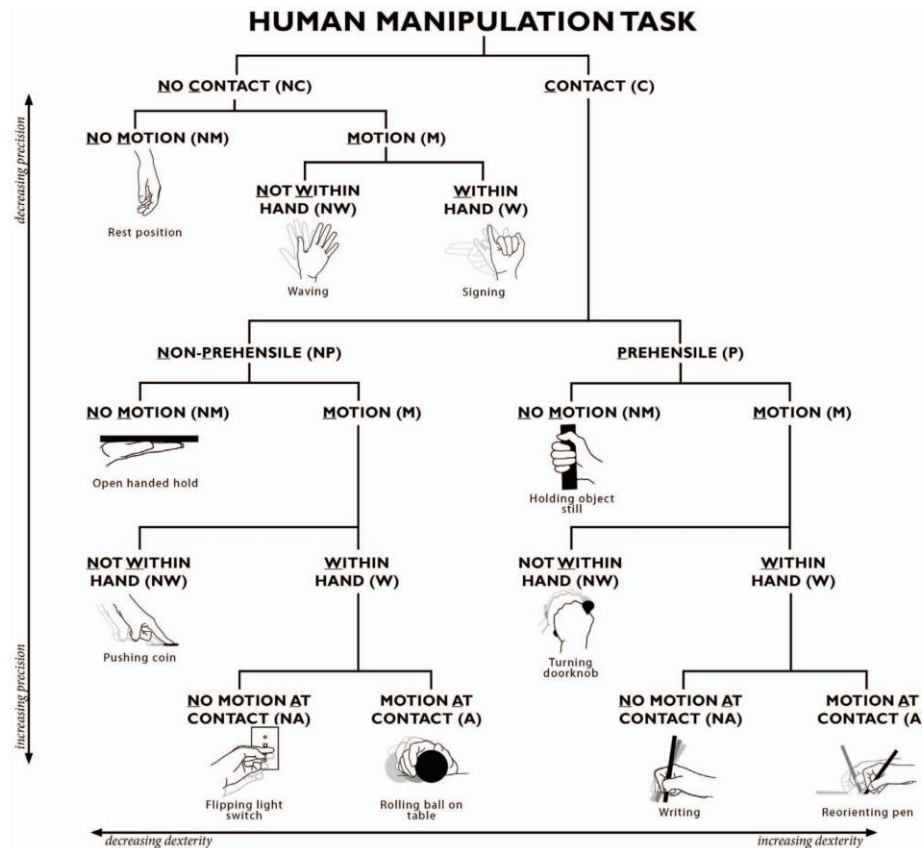 HUMAN MANIPULATION TASK
NO CONTACT (NC)
CONTACT (C)
NO MOTION (NM)
MOTION (M)
Rest position
NOT WITHIN
HAND (NW)
WITHIN
HAND (W)
Waving
Signing
NON-PREHENSILE (NP)
PREHENSILE (P)
NO MOTION (NM)
MOTION (M)
NO MOTION (NM)
MOTION (M)
Open handed hold
Holding object
still
NOT WITHIN
HAND (NW)
WITHIN
HAND (W)
NOT WITHIN
HAND (NW)
WITHIN
HAND (W)
Pushing coin
Turning
doorknob
NO MOTION AT
CONTACT (NA)
MOTION AT
CONTACT (A)
NO MOTION AT
CONTACT (NA)
MOTION AT
CONTACT (A
Flipping light
switch
Rolling ball on
table
Writing
Reorienting pen
decreasing precision
increasing precision
decreasing dexterity
increasing dexterity